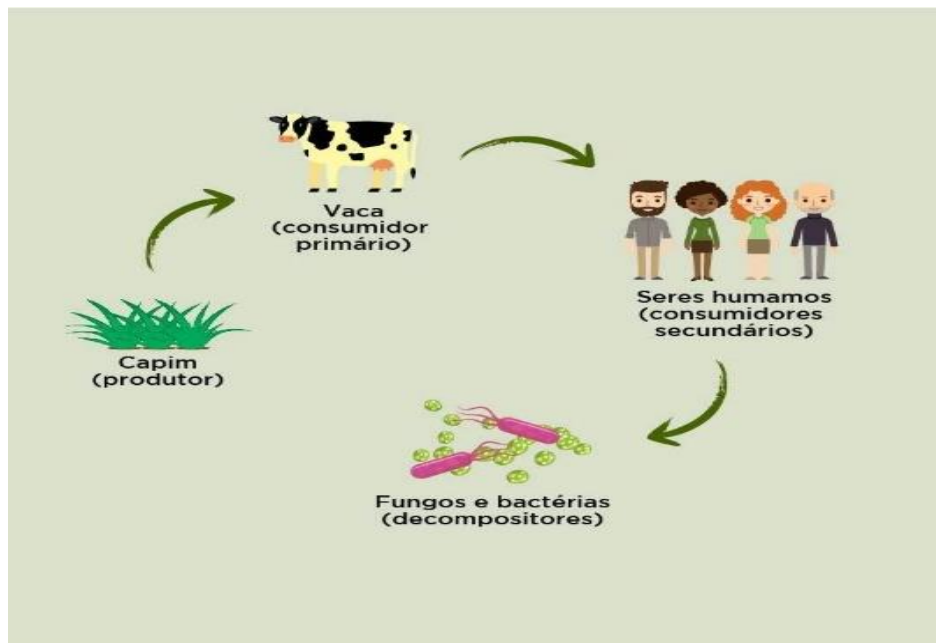 Vaca
(consumidor
primário)
Seres humamos
(consumidores
secundários)
Capim
(produtor)
Fungos e bactérias
(decompositores)